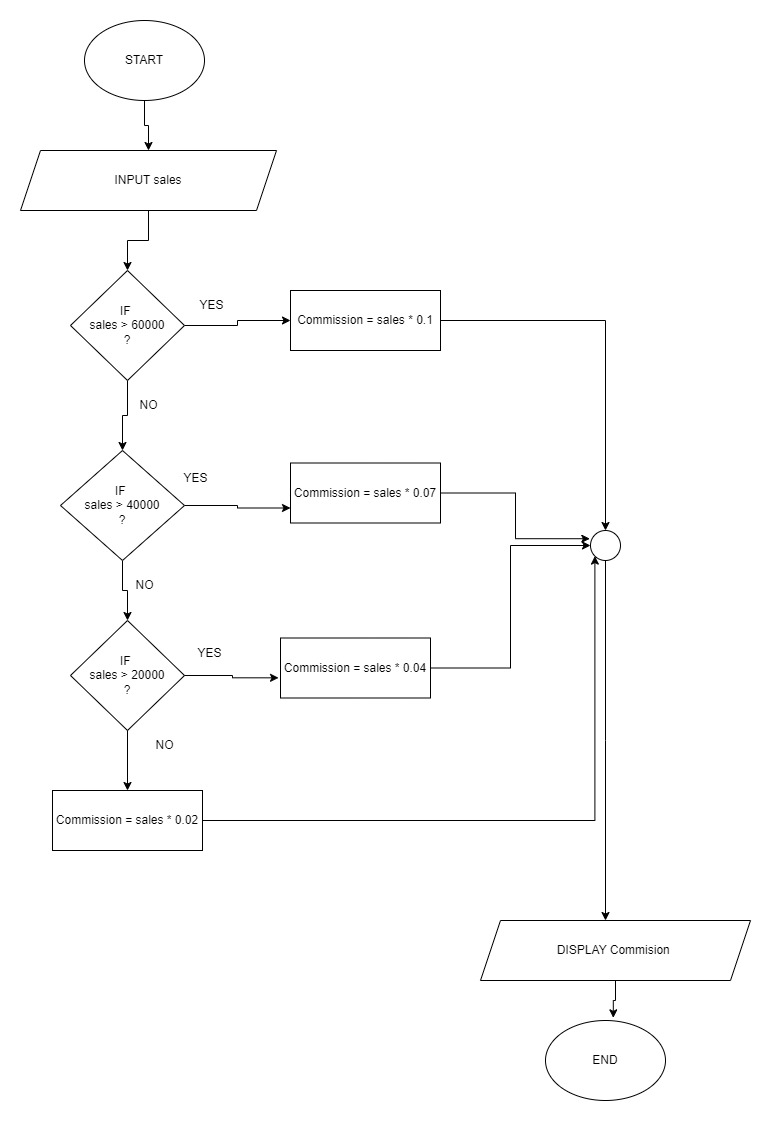 START
INPUT sales
IF
sales > 60000
?
YES
Commission = sales * 0.1
NO
IF
sales > 40000
?
YES
Commission = sales * 0.07
NO
IF
sales > 20000
?
YES
Commission = sales * 0.04
NO
Commission = sales * 0.02
DISPLAY Commision
END